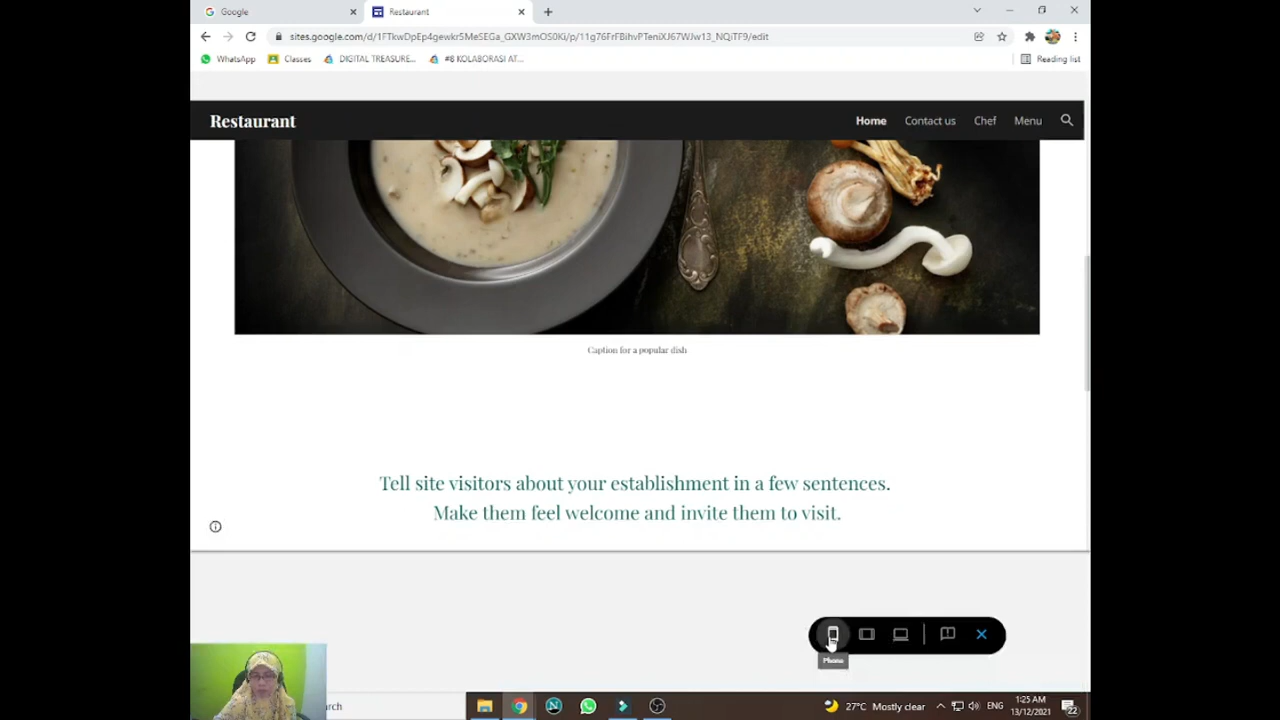 Google
Restaurant
sites.google.com/d/1FTkwDpEp4gewkr5MeSEGa_GXW3mOS0Ki/p/11g76FrFBihvPTeniXJ67WJw13_NQiTF9/edit
WhatsApp
Classes
DIGITAL TREASURE...
#8 KOLABORASI AT...
Reading list
Restaurant
Home
Contact us
Chef
Menu
Caption for a popular dish
Tell site visitors about your establishment in a few sentences.
Make them feel welcome and invite them to visit.
Phone
rch
27°C Mostly clear
ENG
1:25 AM
13/12/2021
22